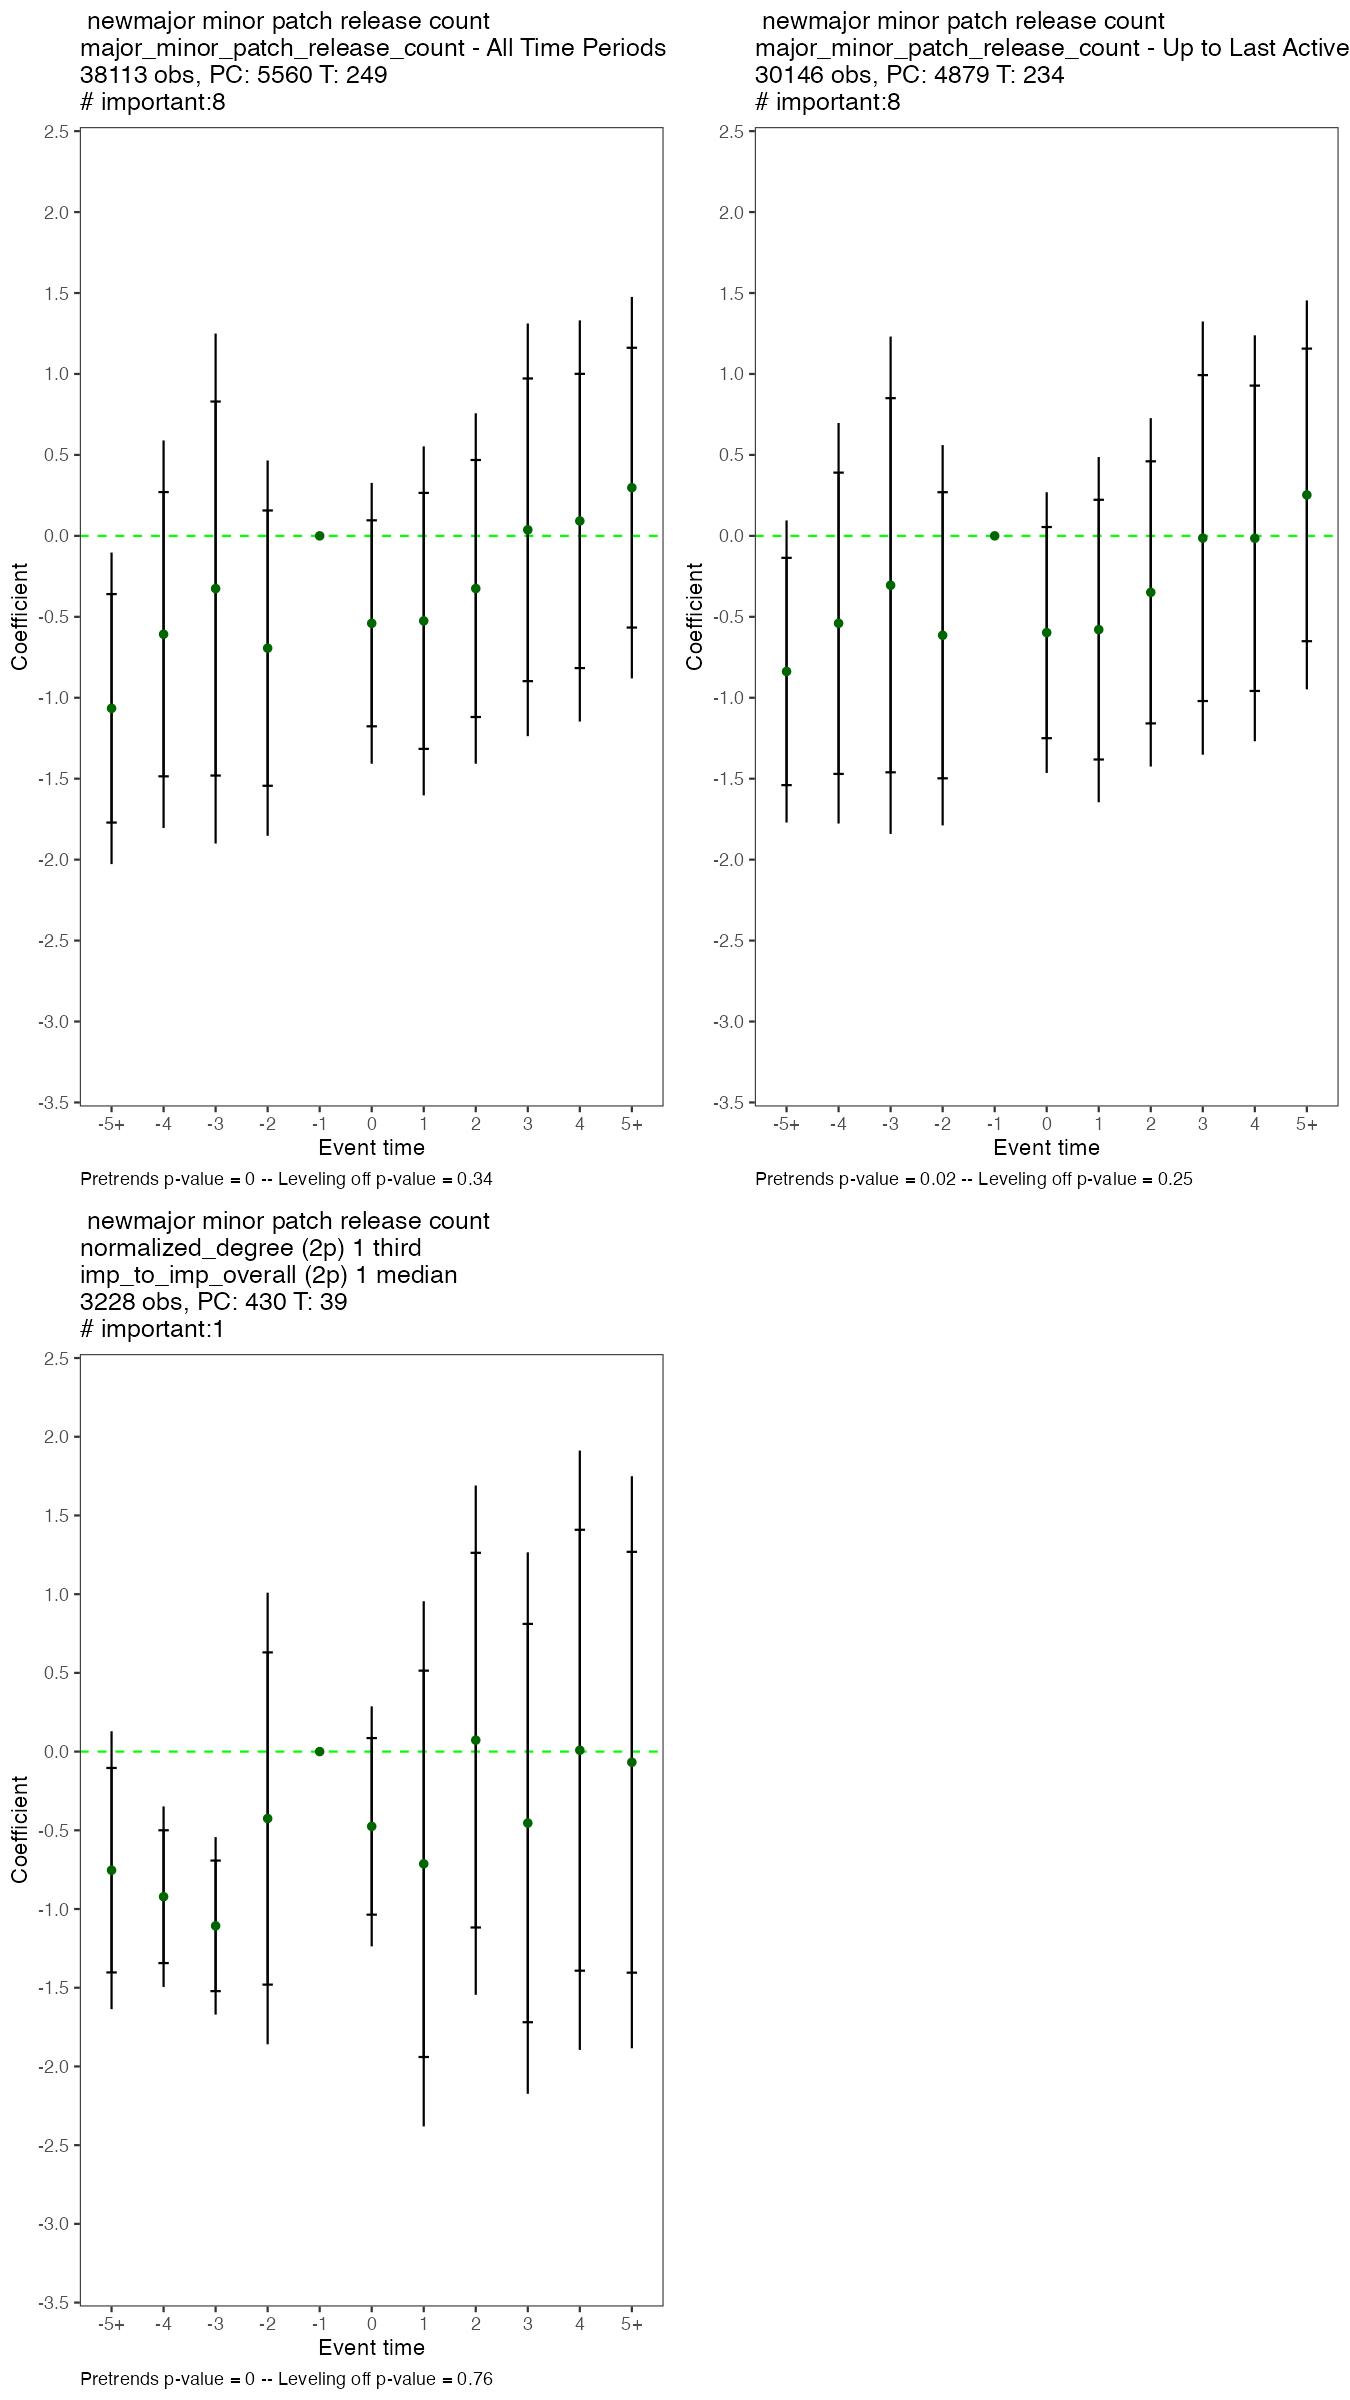 newmajor minor patch release count
major_minor_patch_release_count - All Time Periods
38113 obs, PC: 5560 T: 249
# important:8
2.5
2.0
1.5
1.0
0.5
0.0
-0.5
-1.0
-1.5
-2.0
-2.5
-3.0
-3.5
Coefficient
-5+ -4 -3 -2 -1 0 1 2 3 4 5+
Event time
Pretrends p-value = 0 -- Leveling off p-value = 0.34
newmajor minor patch release count
major_minor_patch_release_count - Up to Last Active
30146 obs, PC: 4879 T: 234
# important:8
2.5
2.0
1.5
1.0
0.5
0.0
-0.5
-1.0
-1.5
-2.0
-2.5
-3.0
-3.5
Coefficient
-5+ -4 -3 -2 -1 0 1 2 3 4 5+
Event time
Pretrends p-value = 0.02 -- Leveling off p-value = 0.25
newmajor minor patch release count
normalized_degree (2p) 1 third
imp_to_imp_overall (2p) 1 median
3228 obs, PC: 430 T: 39
# important:1
2.5
2.0
1.5
1.0
0.5
0.0
-0.5
-1.0
-1.5
-2.0
-2.5
-3.0
-3.5
Coefficient
-5+ -4 -3 -2 -1 0 1 2 3 4 5+
Event time
Pretrends p-value = 0 -- Leveling off p-value = 0.76